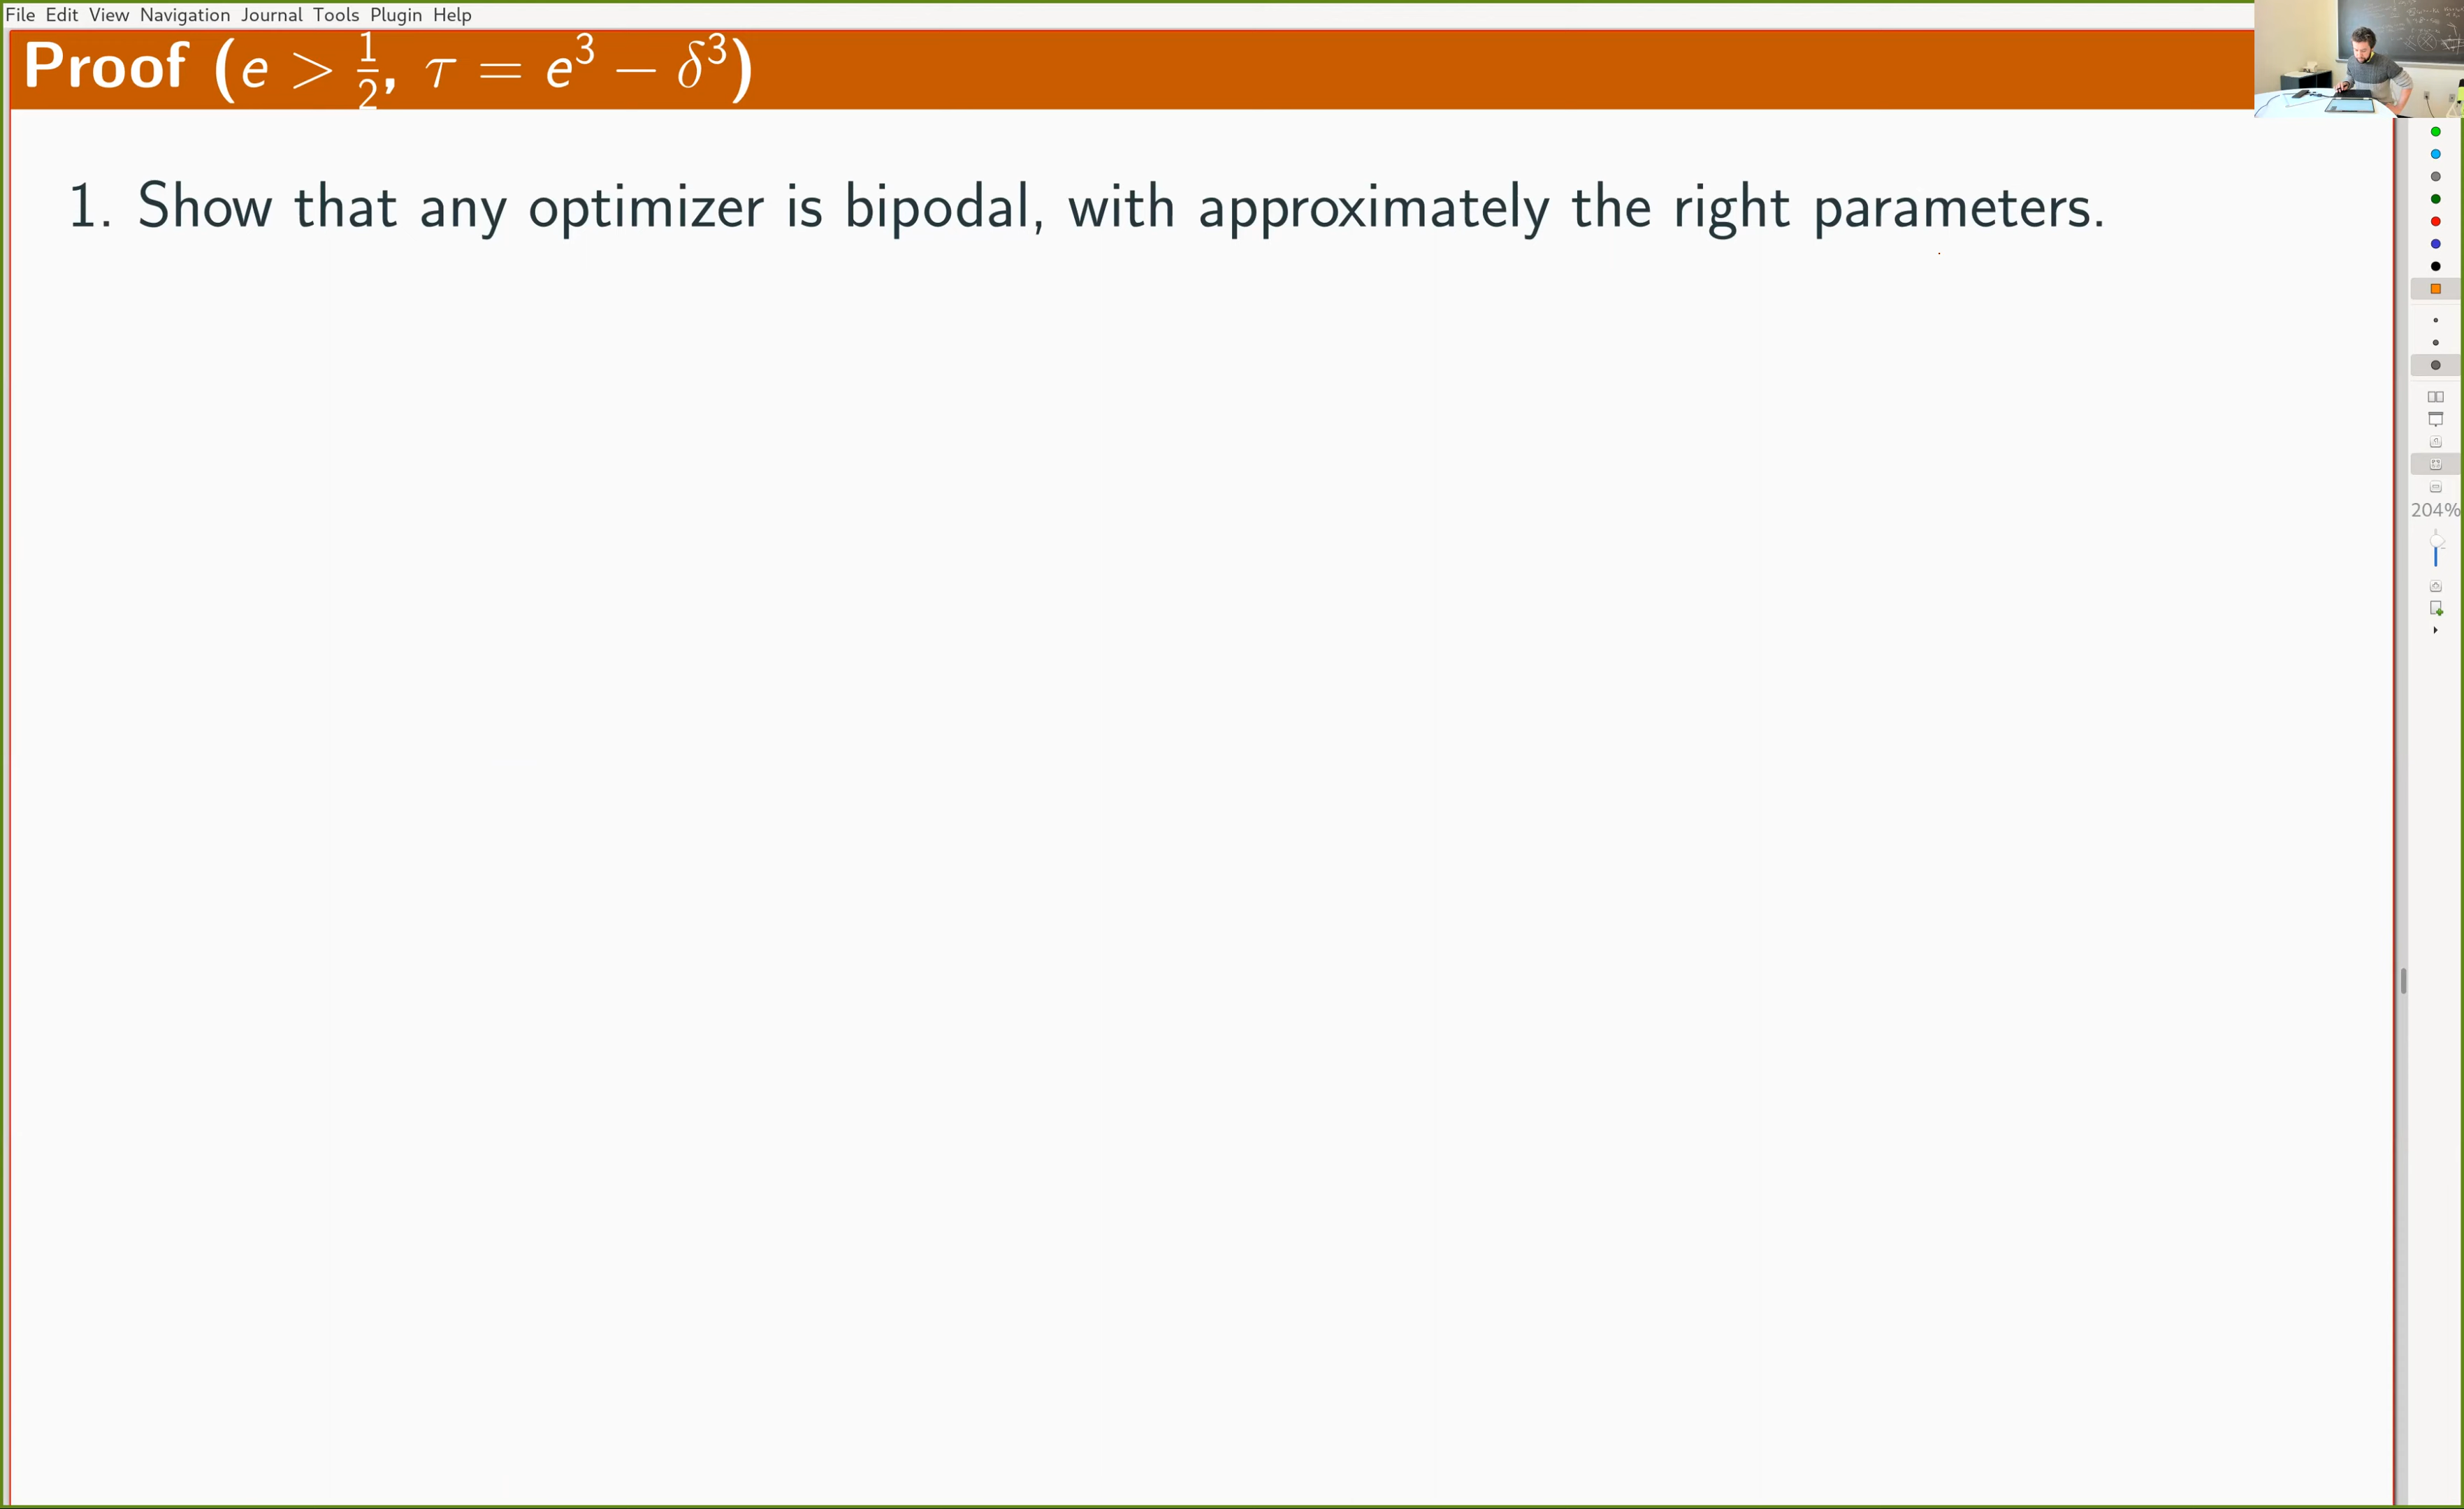 File Edit View Navigation Journal Tools Plugin Help
Proof (e > 1/2, τ = e³ − δ³)
1. Show that any optimizer is bipodal, with approximately the right parameters.
204%